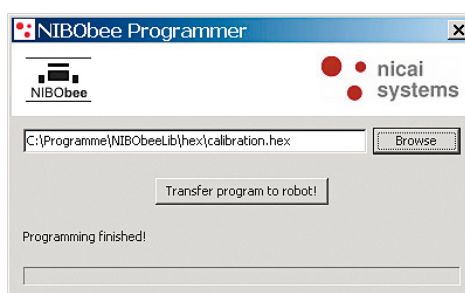 NIBObee Programmer
NIBObee
nicai
systems
C:\Programme\NIBObeeLib\hex\calibration.hex
Browse
Transfer program to robot!
Programming finished!